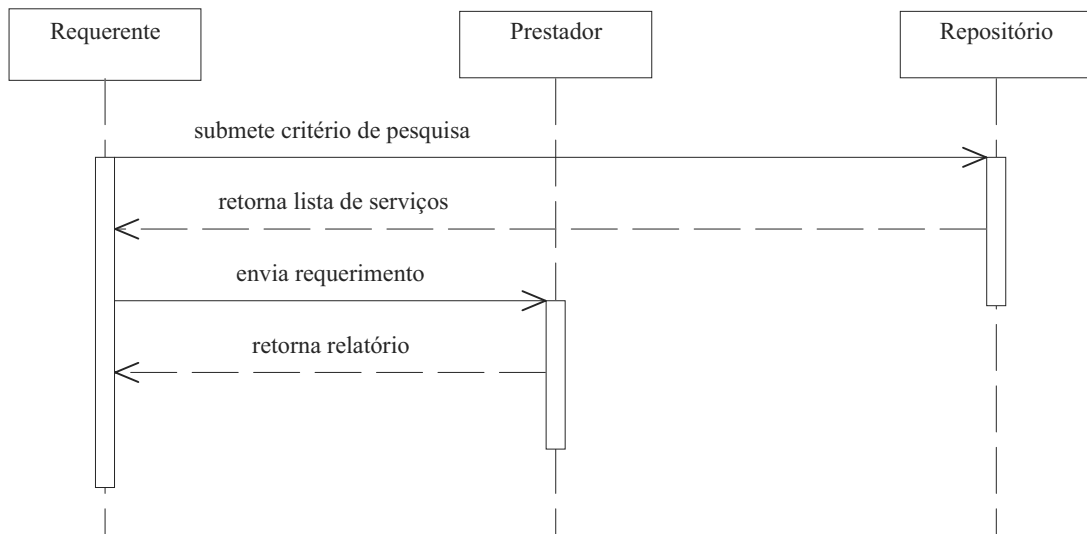 Requerente
Prestador
Repositório
submete critério de pesquisa
retorna lista de serviços
envia requerimento
retorna relatório